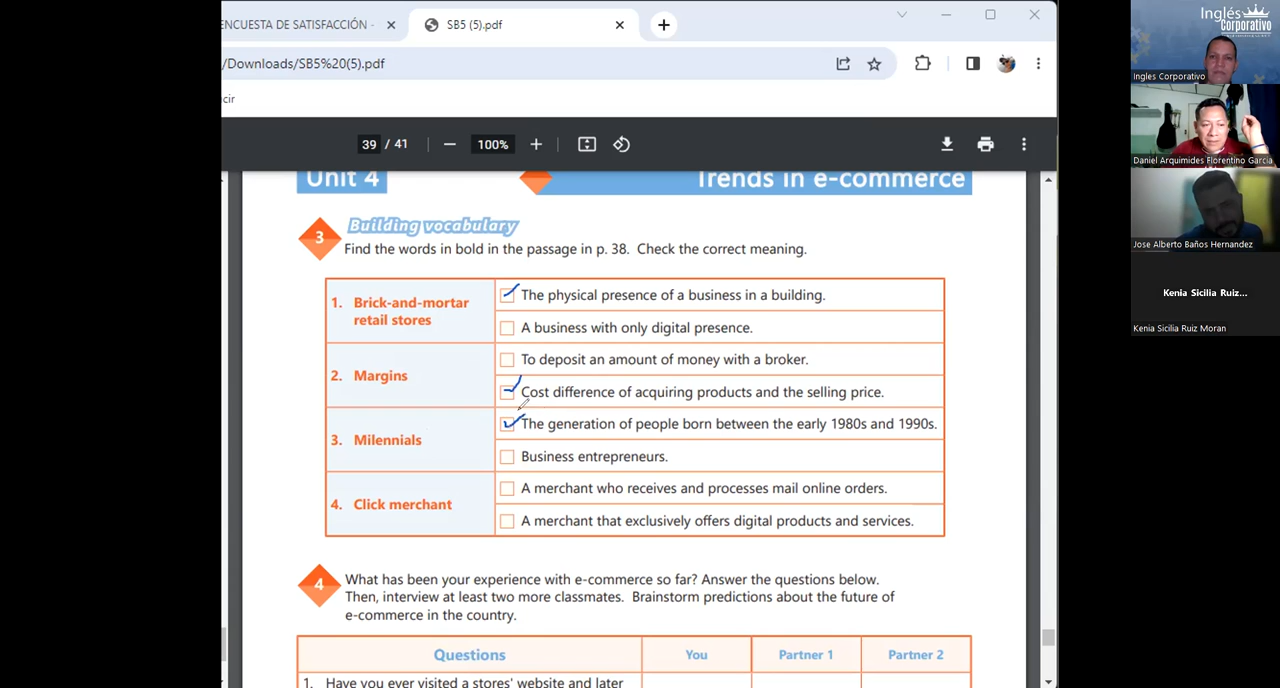 ENCUESTA DE SATISFACCIÓN -
SB5 (5).pdf
/Downloads/SB5%20(5).pdf
cir
39 / 41
100%
Unit 4
Trends in e-commerce
3
Building vocabulary
Find the words in bold in the passage in p. 38. Check the correct meaning.
1. Brick-and-mortar
retail stores
The physical presence of a business in a building.
A business with only digital presence.
2. Margins
To deposit an amount of money with a broker.
Cost difference of acquiring products and the selling price.
3. Milennials
The generation of people born between the early 1980s and 1990s.
Business entrepreneurs.
4. Click merchant
A merchant who receives and processes mail online orders.
A merchant that exclusively offers digital products and services.
4
What has been your experience with e-commerce so far? Answer the questions below.
Then, interview at least two more classmates. Brainstorm predictions about the future of
e-commerce in the country.
Questions
You
Partner 1
Partner 2
1. Have you ever visited a stores' website and later
Inglés
Corporativo
Ingles Corporativo
Daniel Arquimides Florentino García
Jose Alberto Baños Hernandez
Kenia Sicilia Ruiz...
Kenia Sicilia Ruiz Moran